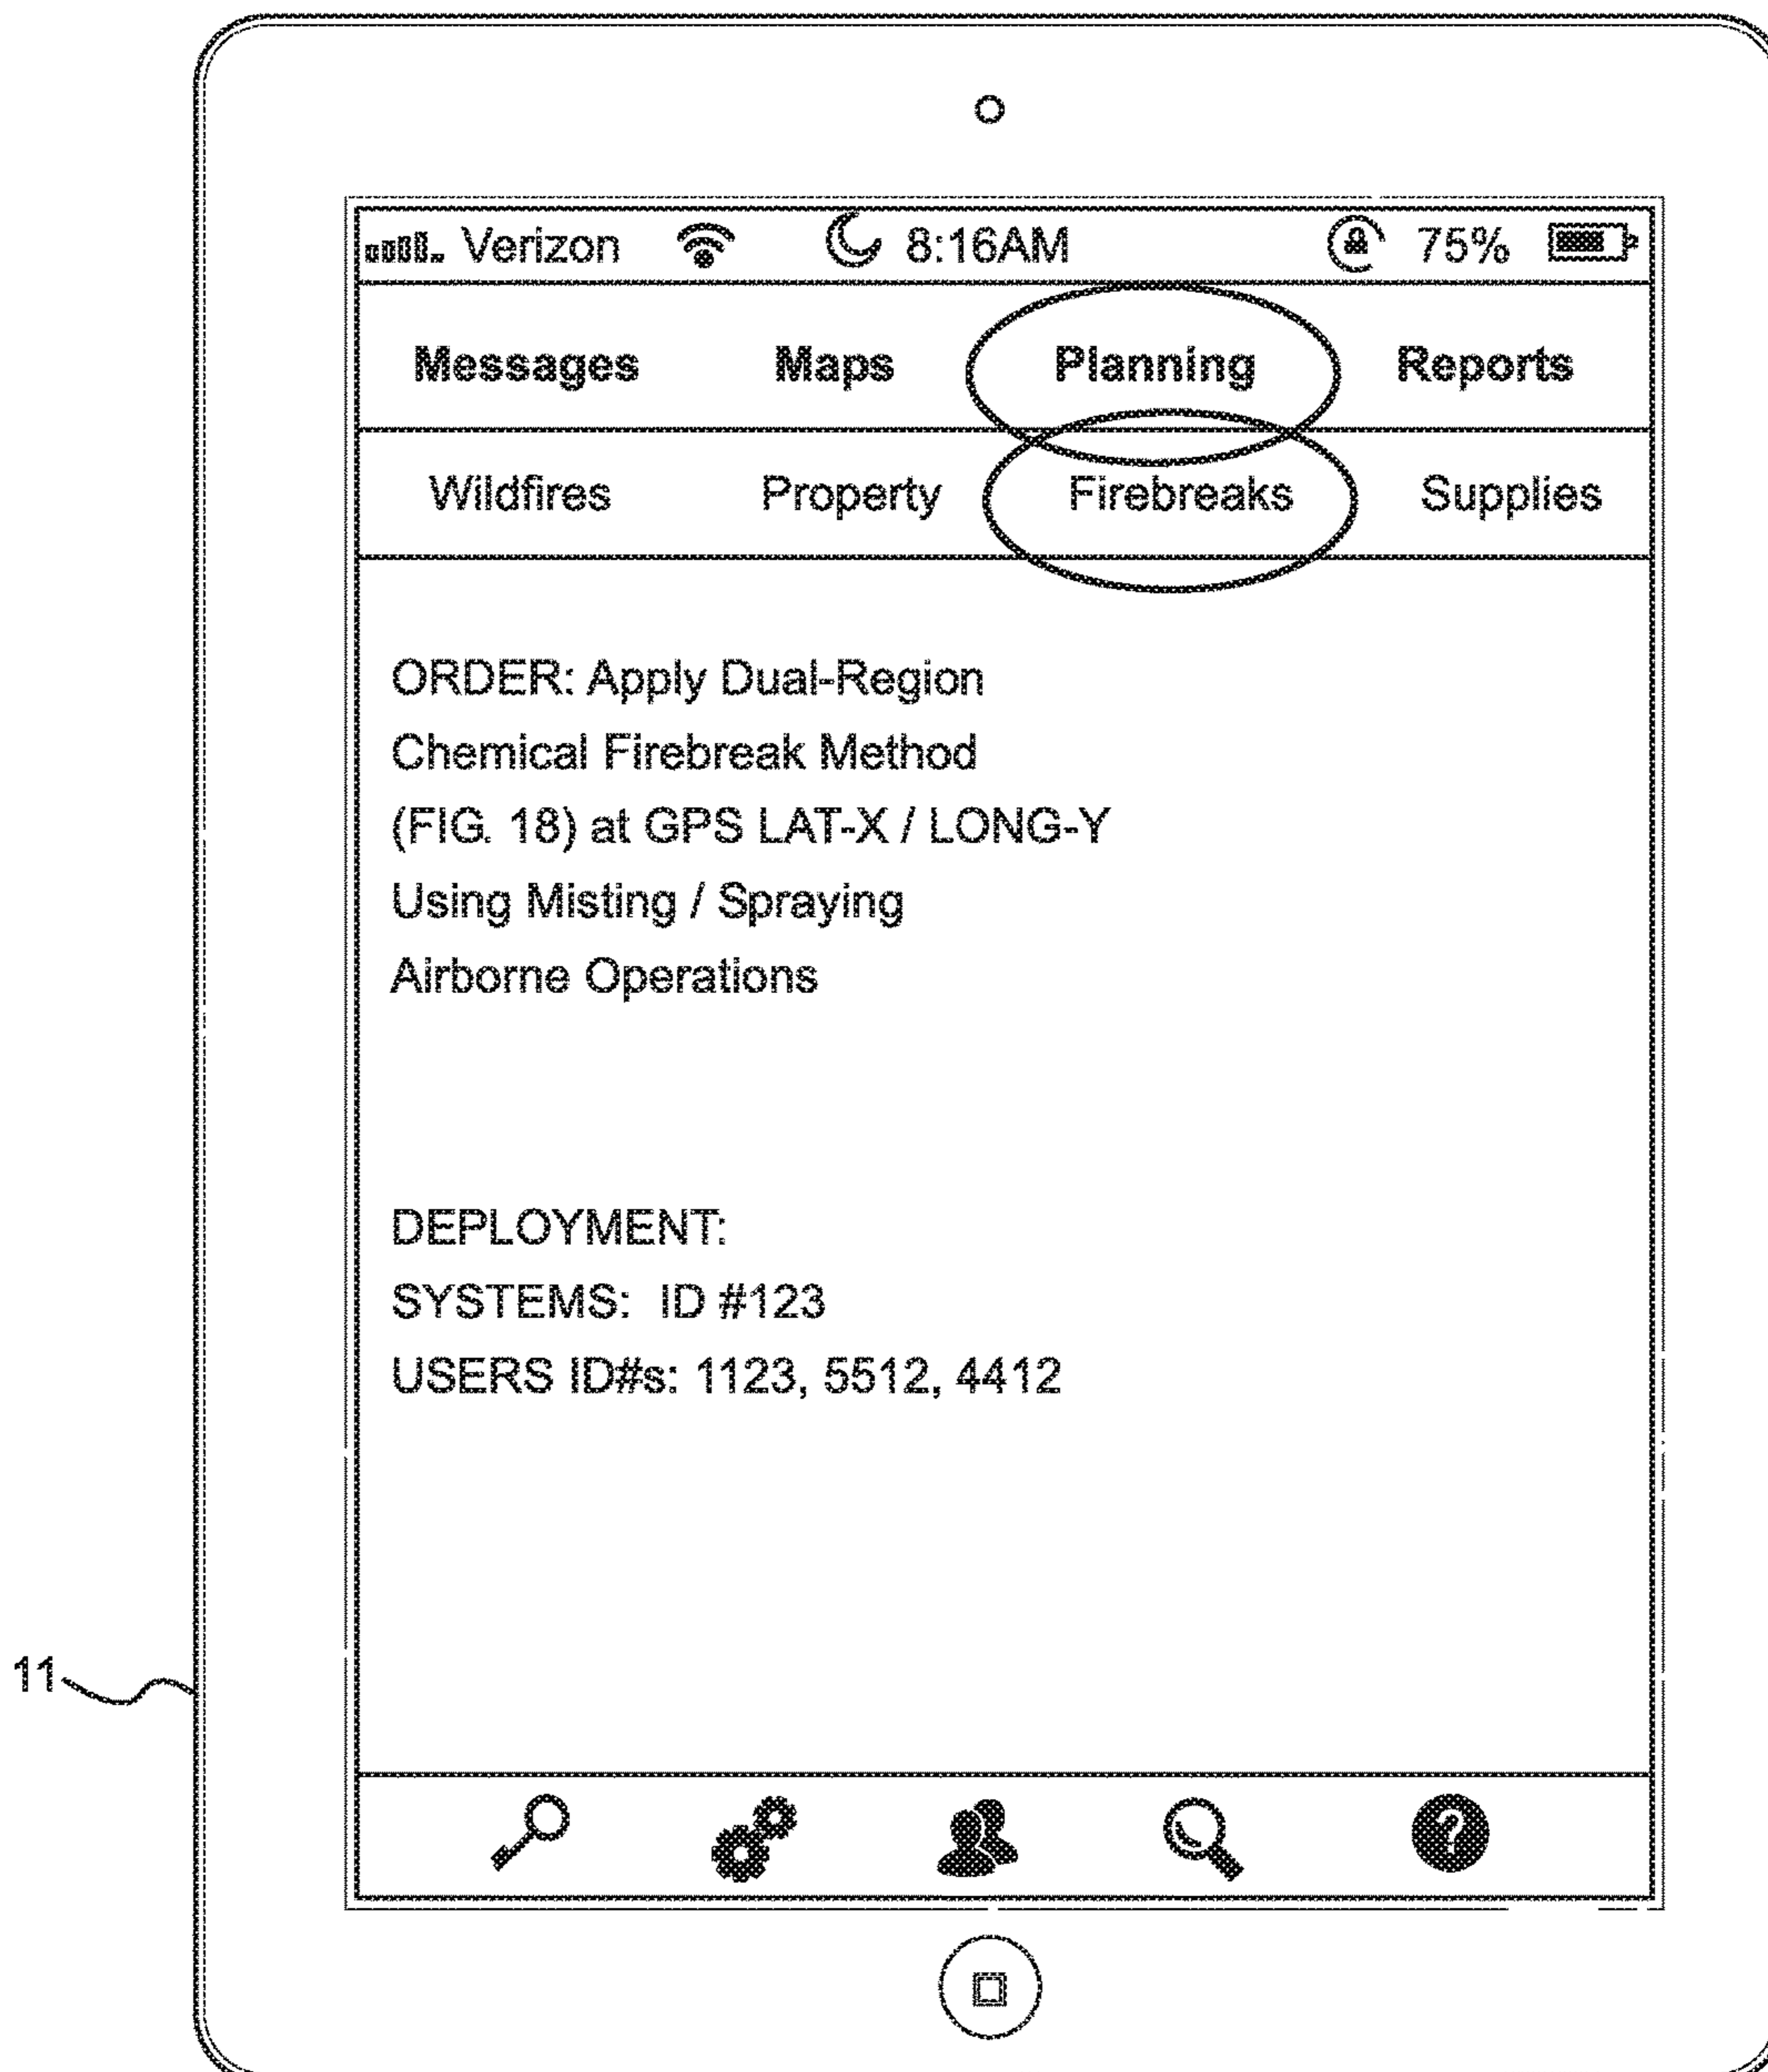 Verizon 8:16AM 75%
Messages Maps Planning Reports
Wildfires Property Firebreaks Supplies
ORDER: Apply Dual-Region
Chemical Firebreak Method
(FIG. 18) at GPS LAT-X / LONG-Y
Using Misting / Spraying
Airborne Operations
DEPLOYMENT:
SYSTEMS: ID #123
USERS ID#s: 1123, 5512, 4412
11
?